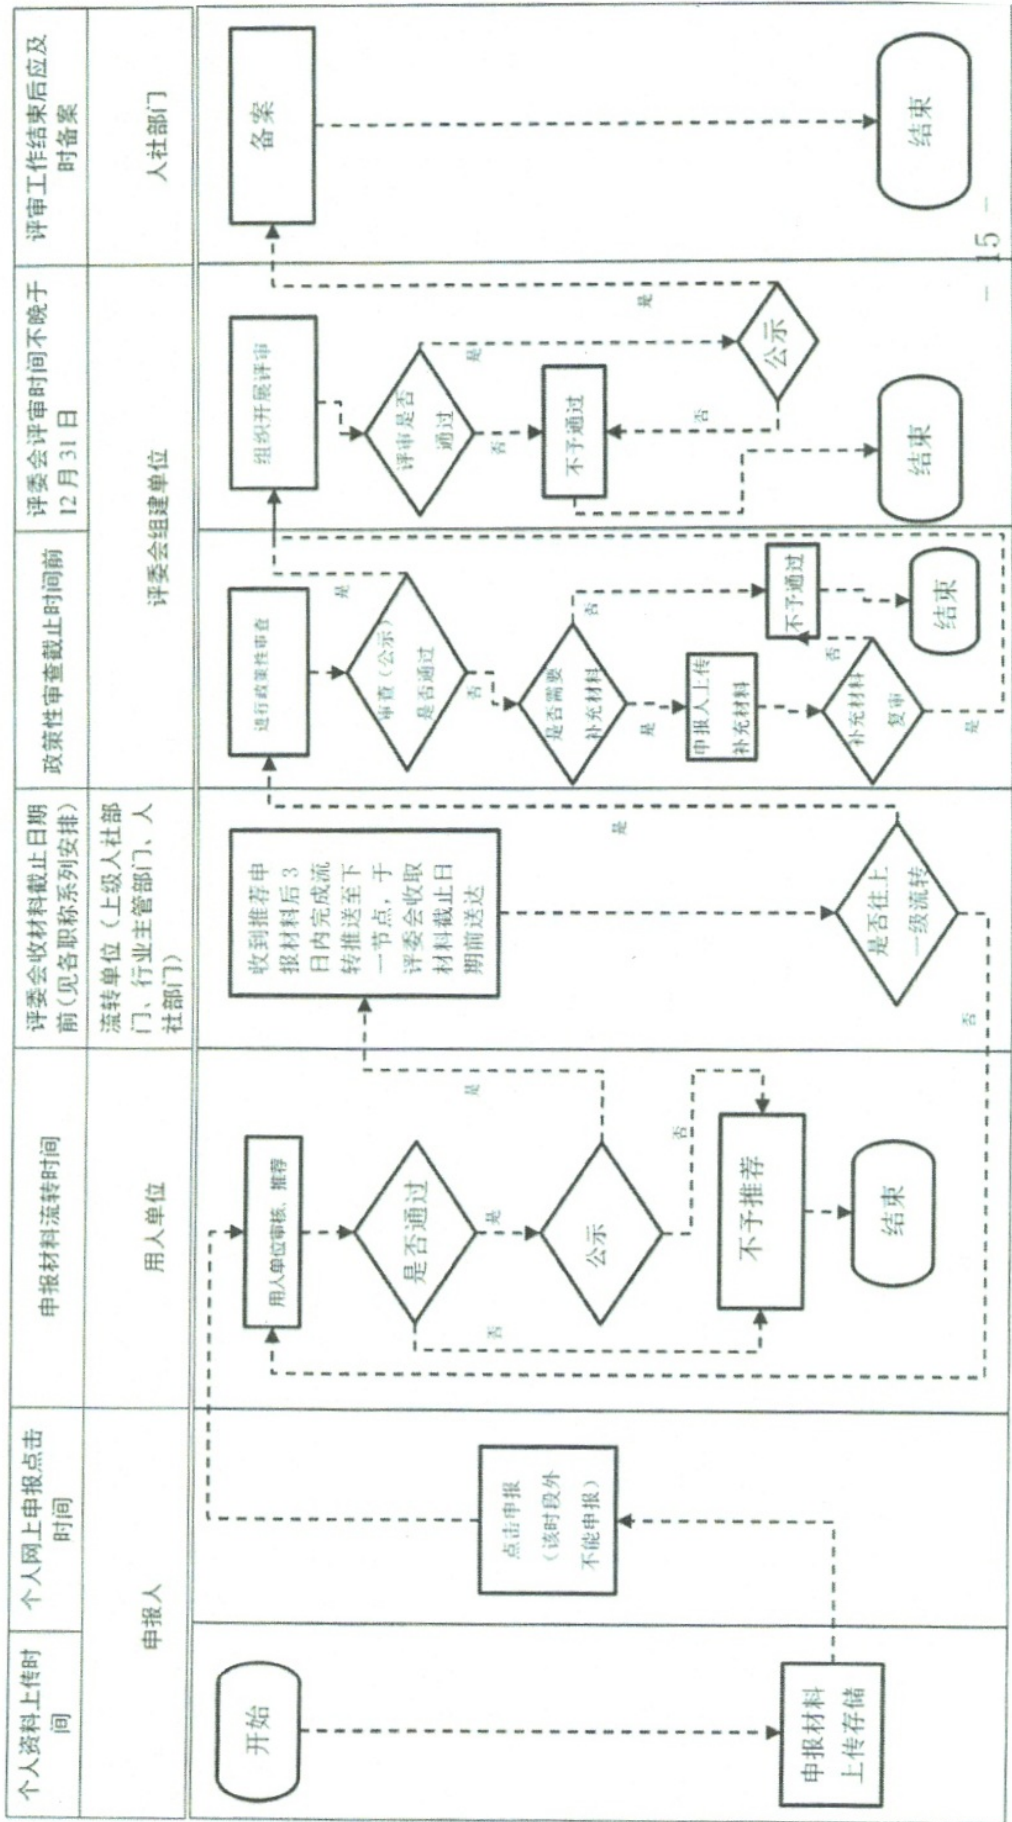 个人资料上传时
间
个人网上申报点击
时间
申报材料流转时间
评委会收材料截止日期
前(见各职称系列安排)
政策性审查截止时间前
评委会评审时间不晚于
12月31日
评审工作结束后应及
时备案
申报人
用人单位
流转单位（上级人社部
门、行业主管部门、人
社部门）
评委会组建单位
人社部门
开始
申报材料
上传存储
点击申报
（该时段外
不能申报）
用人单位审核、推荐
是否通过
是
否
公示
是
否
不予推荐
结束
收到推荐申
报材料后3
日内完成流
转推送至下
一节点，于
评委会收取
材料截止日
期前送达
是否往上
一级流转
是
否
进行政策性审查
审查（公示）
是否通过
是
否
是否需要
补充材料
否
是
申报人上传
补充材料
补充材料
复审
否
是
不予通过
结束
组织开展评审
评审是否
通过
是
否
不予通过
公示
是
否
结束
备案
结束
— 15 —